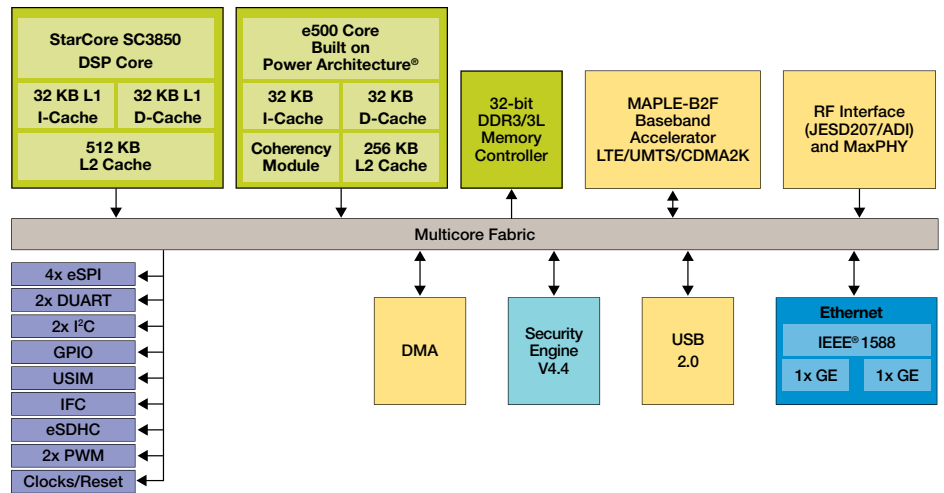 StarCore SC3850
DSP Core
32 KB L1
I-Cache
32 KB L1
D-Cache
512 KB
L2 Cache
e500 Core
Built on
Power Architecture®
32 KB
I-Cache
32 KB
D-Cache
Coherency
Module
256 KB
L2 Cache
32-bit
DDR3/3L
Memory
Controller
MAPLE-B2F
Baseband
Accelerator
LTE/UMTS/CDMA2K
RF Interface
(JESD207/ADI)
and MaxPHY
Multicore Fabric
4x eSPI
2x DUART
2x I²C
GPIO
USIM
IFC
eSDHC
2x PWM
Clocks/Reset
DMA
Security
Engine
V4.4
USB
2.0
Ethernet
IEEE® 1588
1x GE
1x GE